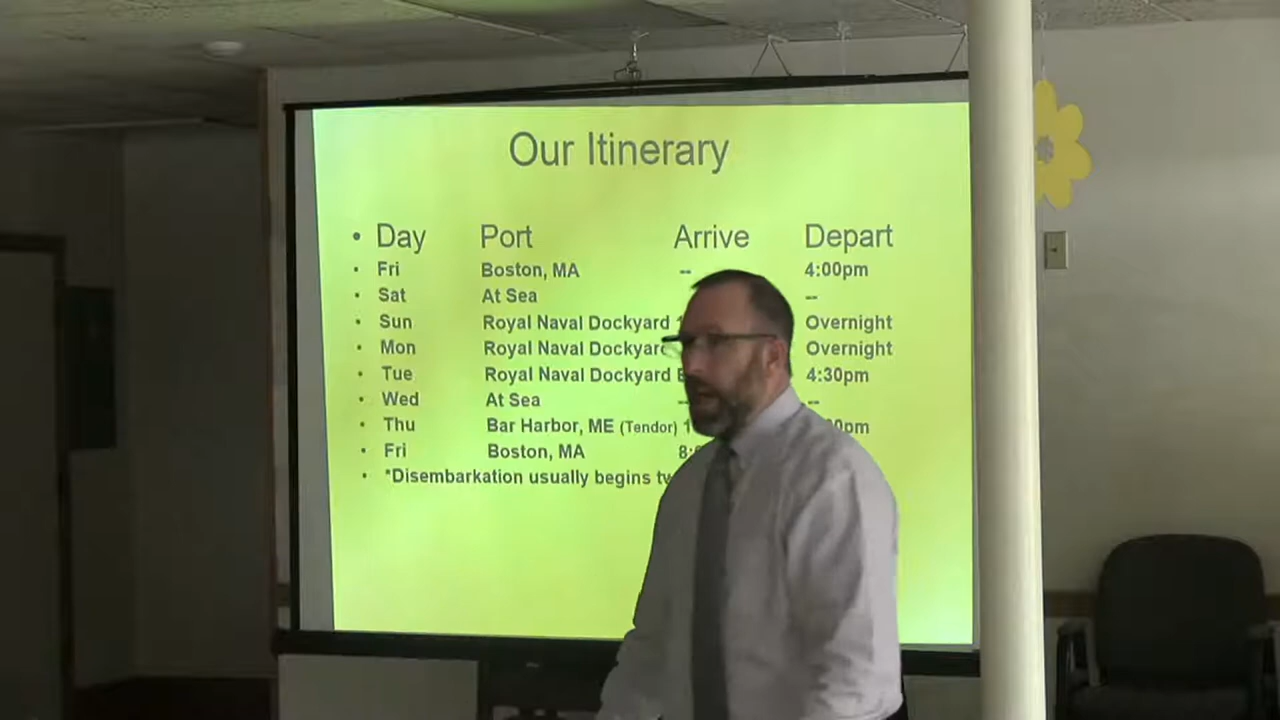 Our Itinerary
• Day Port Arrive Depart
• Fri Boston, MA -- 4:00pm
• Sat At Sea --
• Sun Royal Naval Dockyard Overnight
• Mon Royal Naval Dockyard Overnight
• Tue Royal Naval Dockyard 4:30pm
• Wed At Sea -- --
• Thu Bar Harbor, ME (Tendor)
• Fri Boston, MA
• *Disembarkation usually begins